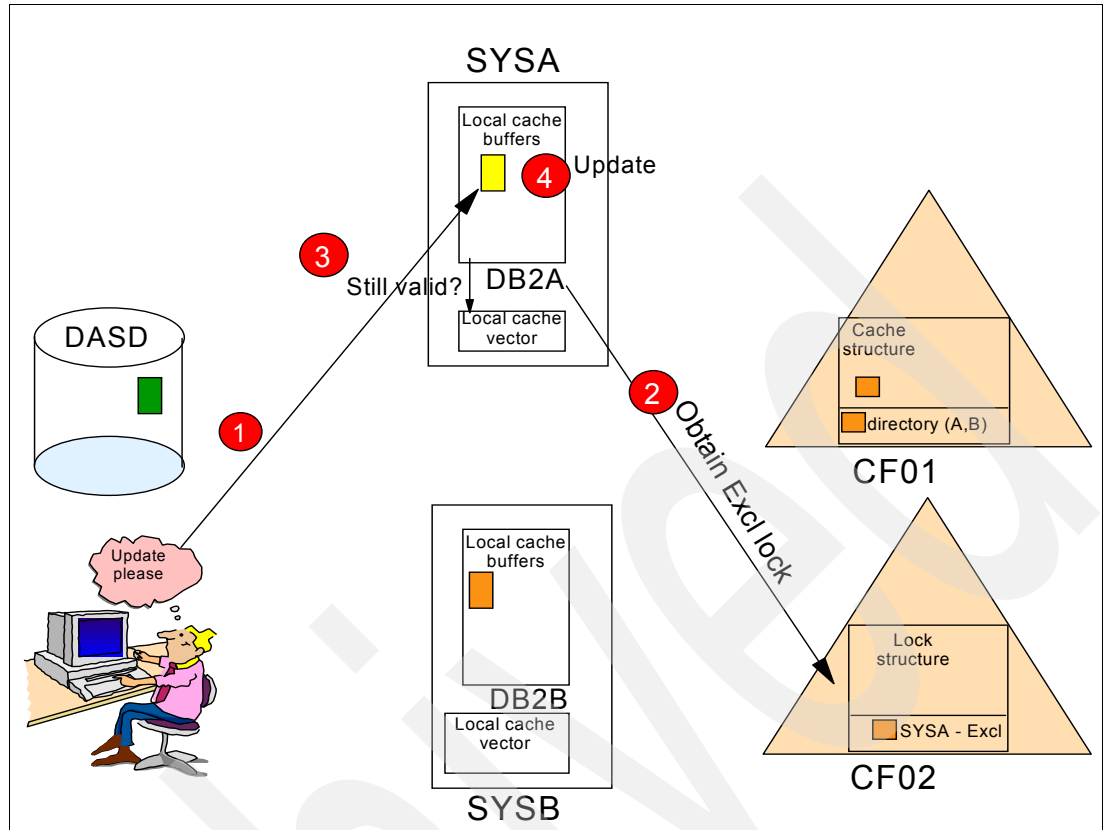 SYSA
Local cache
buffers
4
Update
3
Still valid?
DB2A
Local cache
vector
DASD
1
Update
please
2
Obtain Excl lock
Cache
structure
directory (A,B)
CF01
Local cache
buffers
DB2B
Local cache
vector
SYSB
Lock
structure
SYSA - Excl
CF02